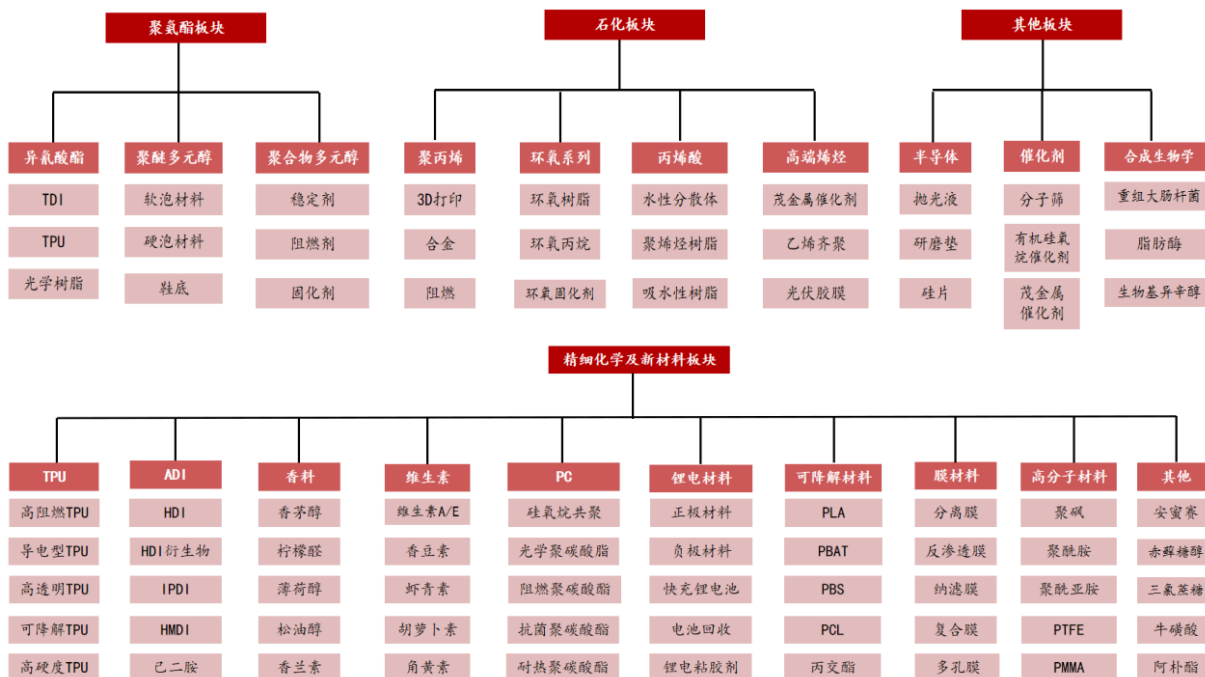 聚氨酯板块
石化板块
其他板块
异氰酸酯
聚醚多元醇
聚合物多元醇
聚丙烯
环氧系列
丙烯酸
高端烯烃
半导体
催化剂
合成生物学
TDI
软泡材料
稳定剂
3D打印
环氧树脂
水性分散体
茂金属催化剂
抛光液
分子筛
重组大肠杆菌
TPU
硬泡材料
阻燃剂
合金
环氧丙烷
聚烯烃树脂
乙烯齐聚
研磨垫
有机硅氧
烷催化剂
脂肪酶
光学树脂
鞋底
固化剂
阻燃
环氧固化剂
吸水性树脂
光伏胶膜
硅片
茂金属
催化剂
生物基异辛醇
精细化学及新材料板块
TPU
ADI
香料
维生素
PC
锂电材料
可降解材料
膜材料
高分子材料
其他
高阻燃TPU
HDI
香茅醇
维生素A/E
硅氧烷共聚
正极材料
PLA
分离膜
聚砜
安蜜赛
导电型TPU
HDI衍生物
柠檬醛
香豆素
光学聚碳酸脂
负极材料
PBAT
反渗透膜
聚酰胺
赤藓糖醇
高透明TPU
IPDI
薄荷醇
虾青素
阻燃聚碳酸酯
快充锂电池
PBS
纳滤膜
聚酰亚胺
三氯蔗糖
可降解TPU
HMDI
松油醇
胡萝卜素
抗菌聚碳酸酯
电池回收
PCL
复合膜
PTFE
牛磺酸
高硬度TPU
己二胺
香兰素
角黄素
耐热聚碳酸酯
锂电粘胶剂
丙交酯
多孔膜
PMMA
阿朴酯